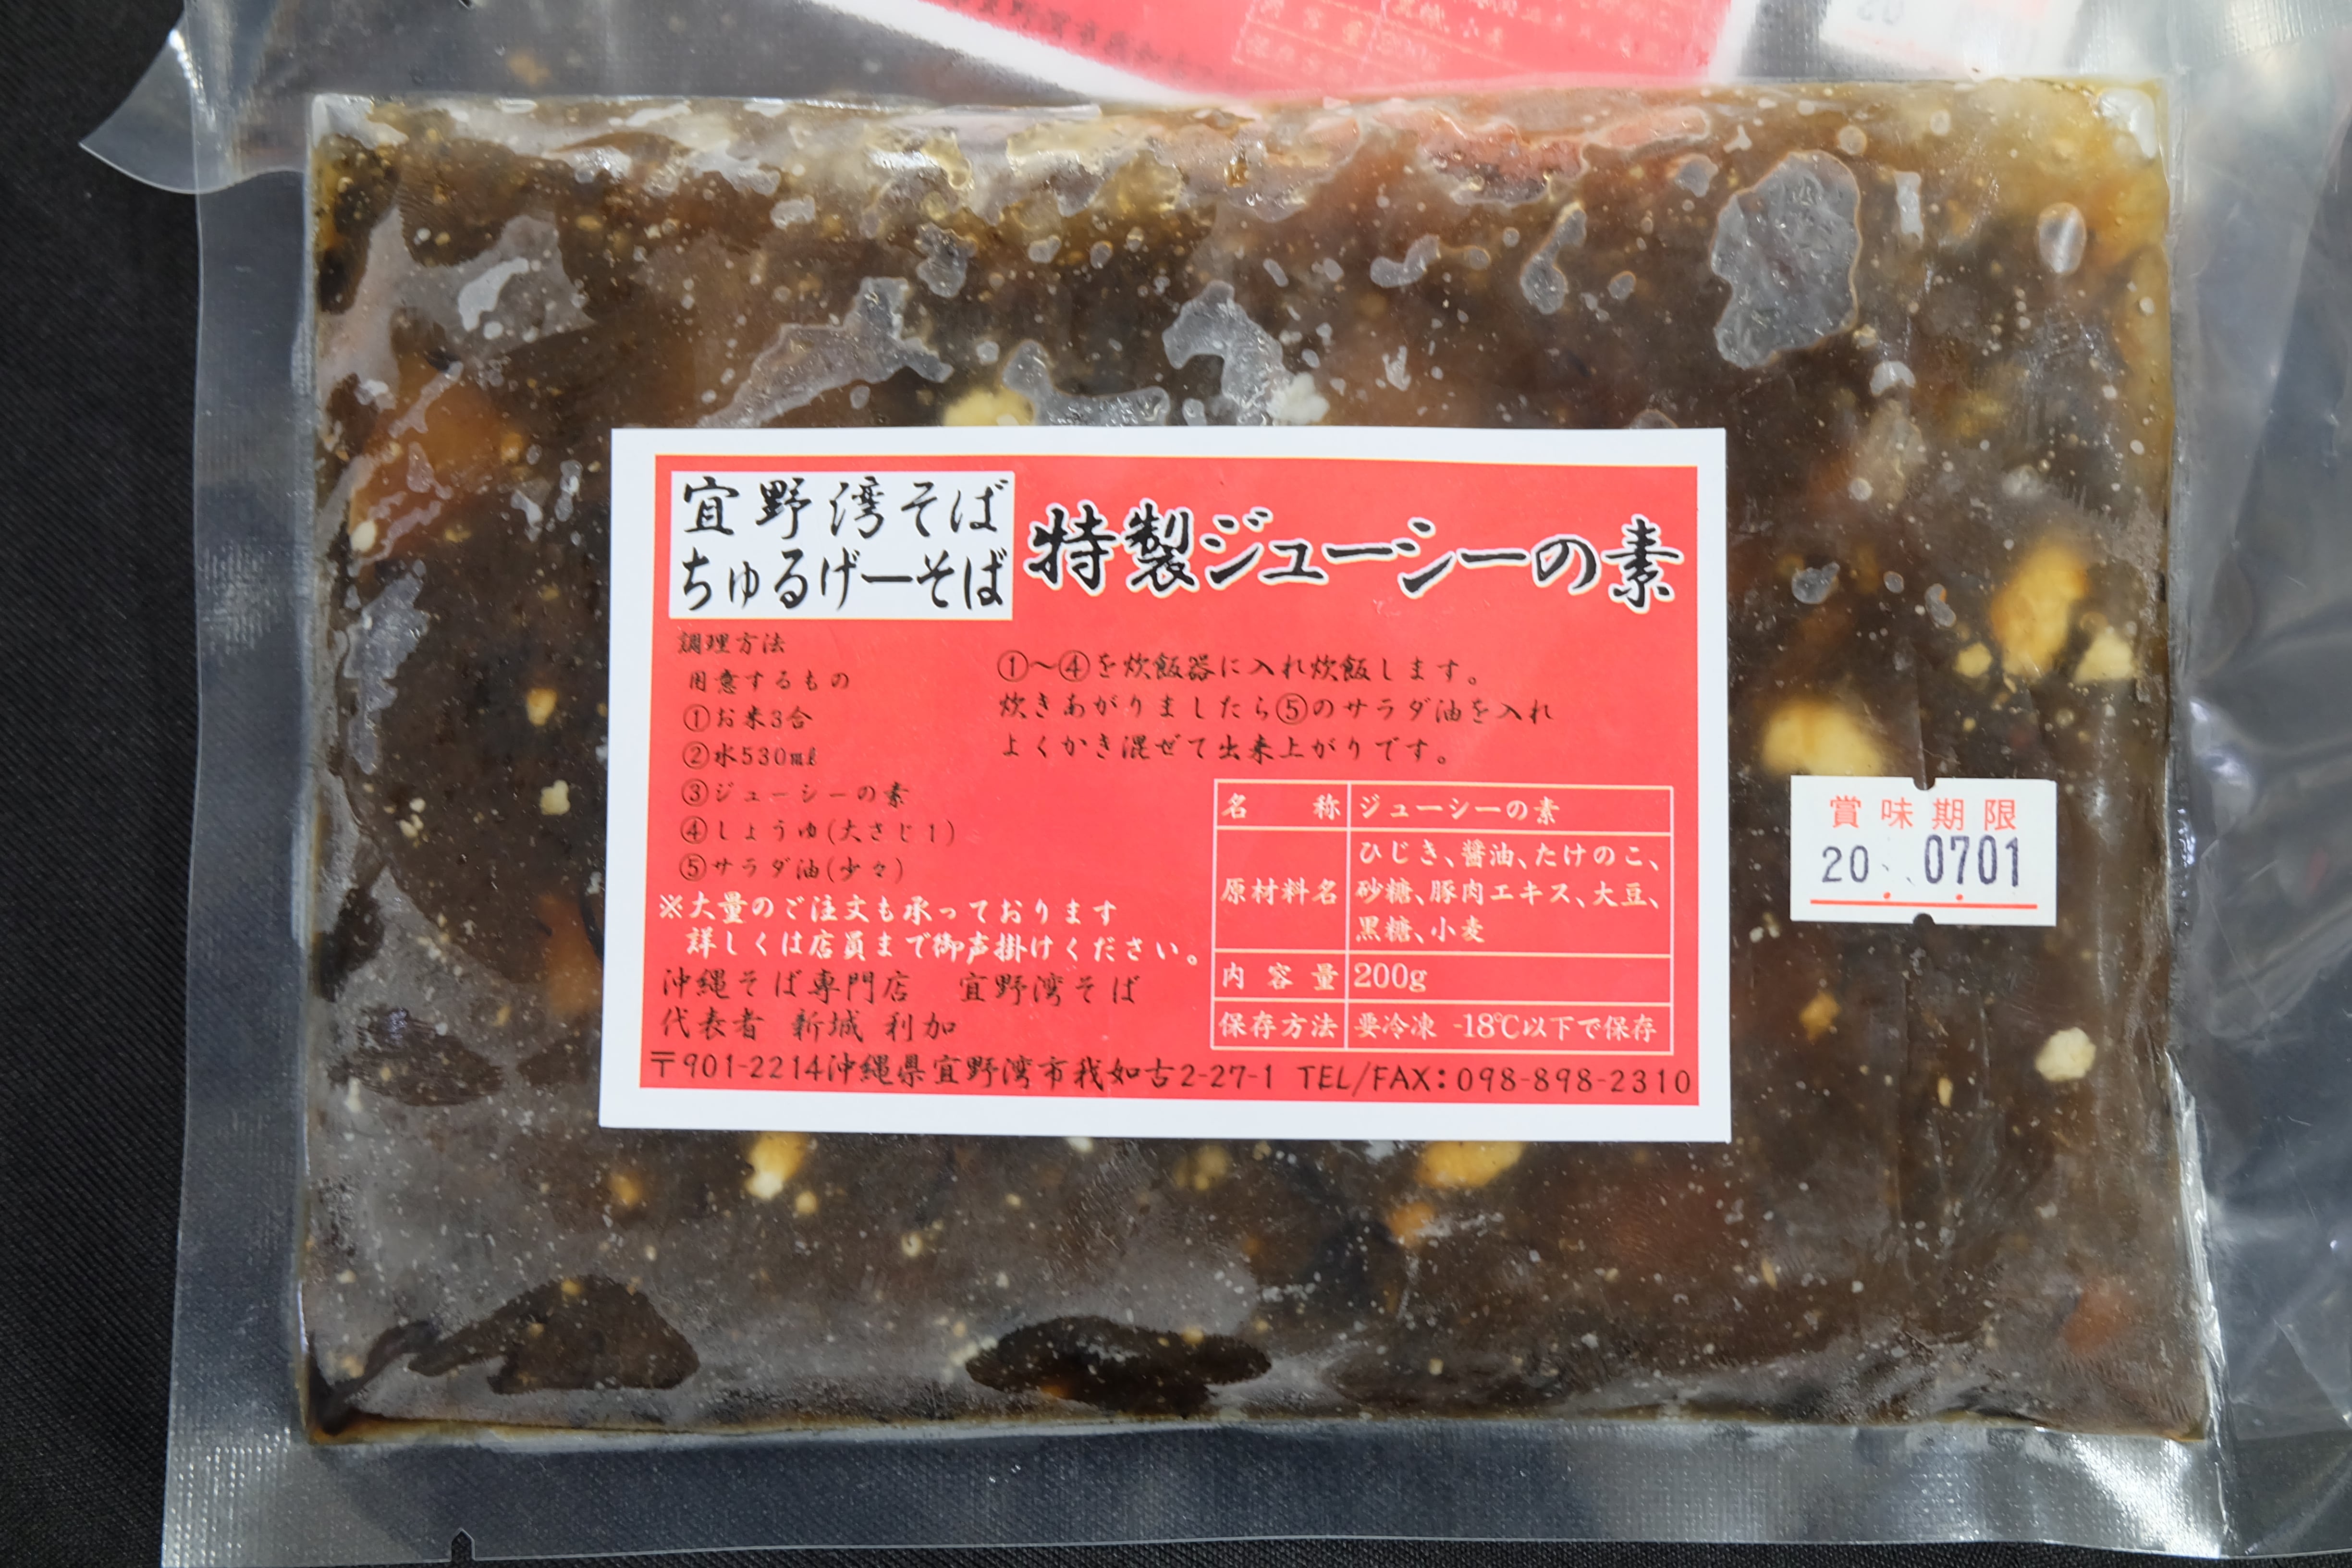 宜野湾そば
ちゅるげーそば
特製ジューシーの素
調理方法
用意するもの
①お米3合
②水530㎖
③ジューシーの素
④しょうゆ(大さじ1)
⑤サラダ油(少々)
①～④を炊飯器に入れ炊飯します。
炊きあがりましたら⑤のサラダ油を入れ
よくかき混ぜて出来上がりです。
※大量のご注文も承っております
詳しくは店員まで御声掛けください。
沖縄そば専門店 宜野湾そば
代表者 新城 利加
名称 ジューシーの素
原材料名 ひじき、醤油、たけのこ、
砂糖、豚肉エキス、大豆、
黒糖、小麦
内容量 200g
保存方法 要冷凍 -18℃以下で保存
〒901-2214沖縄県宜野湾市我如古2-27-1 TEL/FAX:098-898-2310
賞味期限
20. .0701